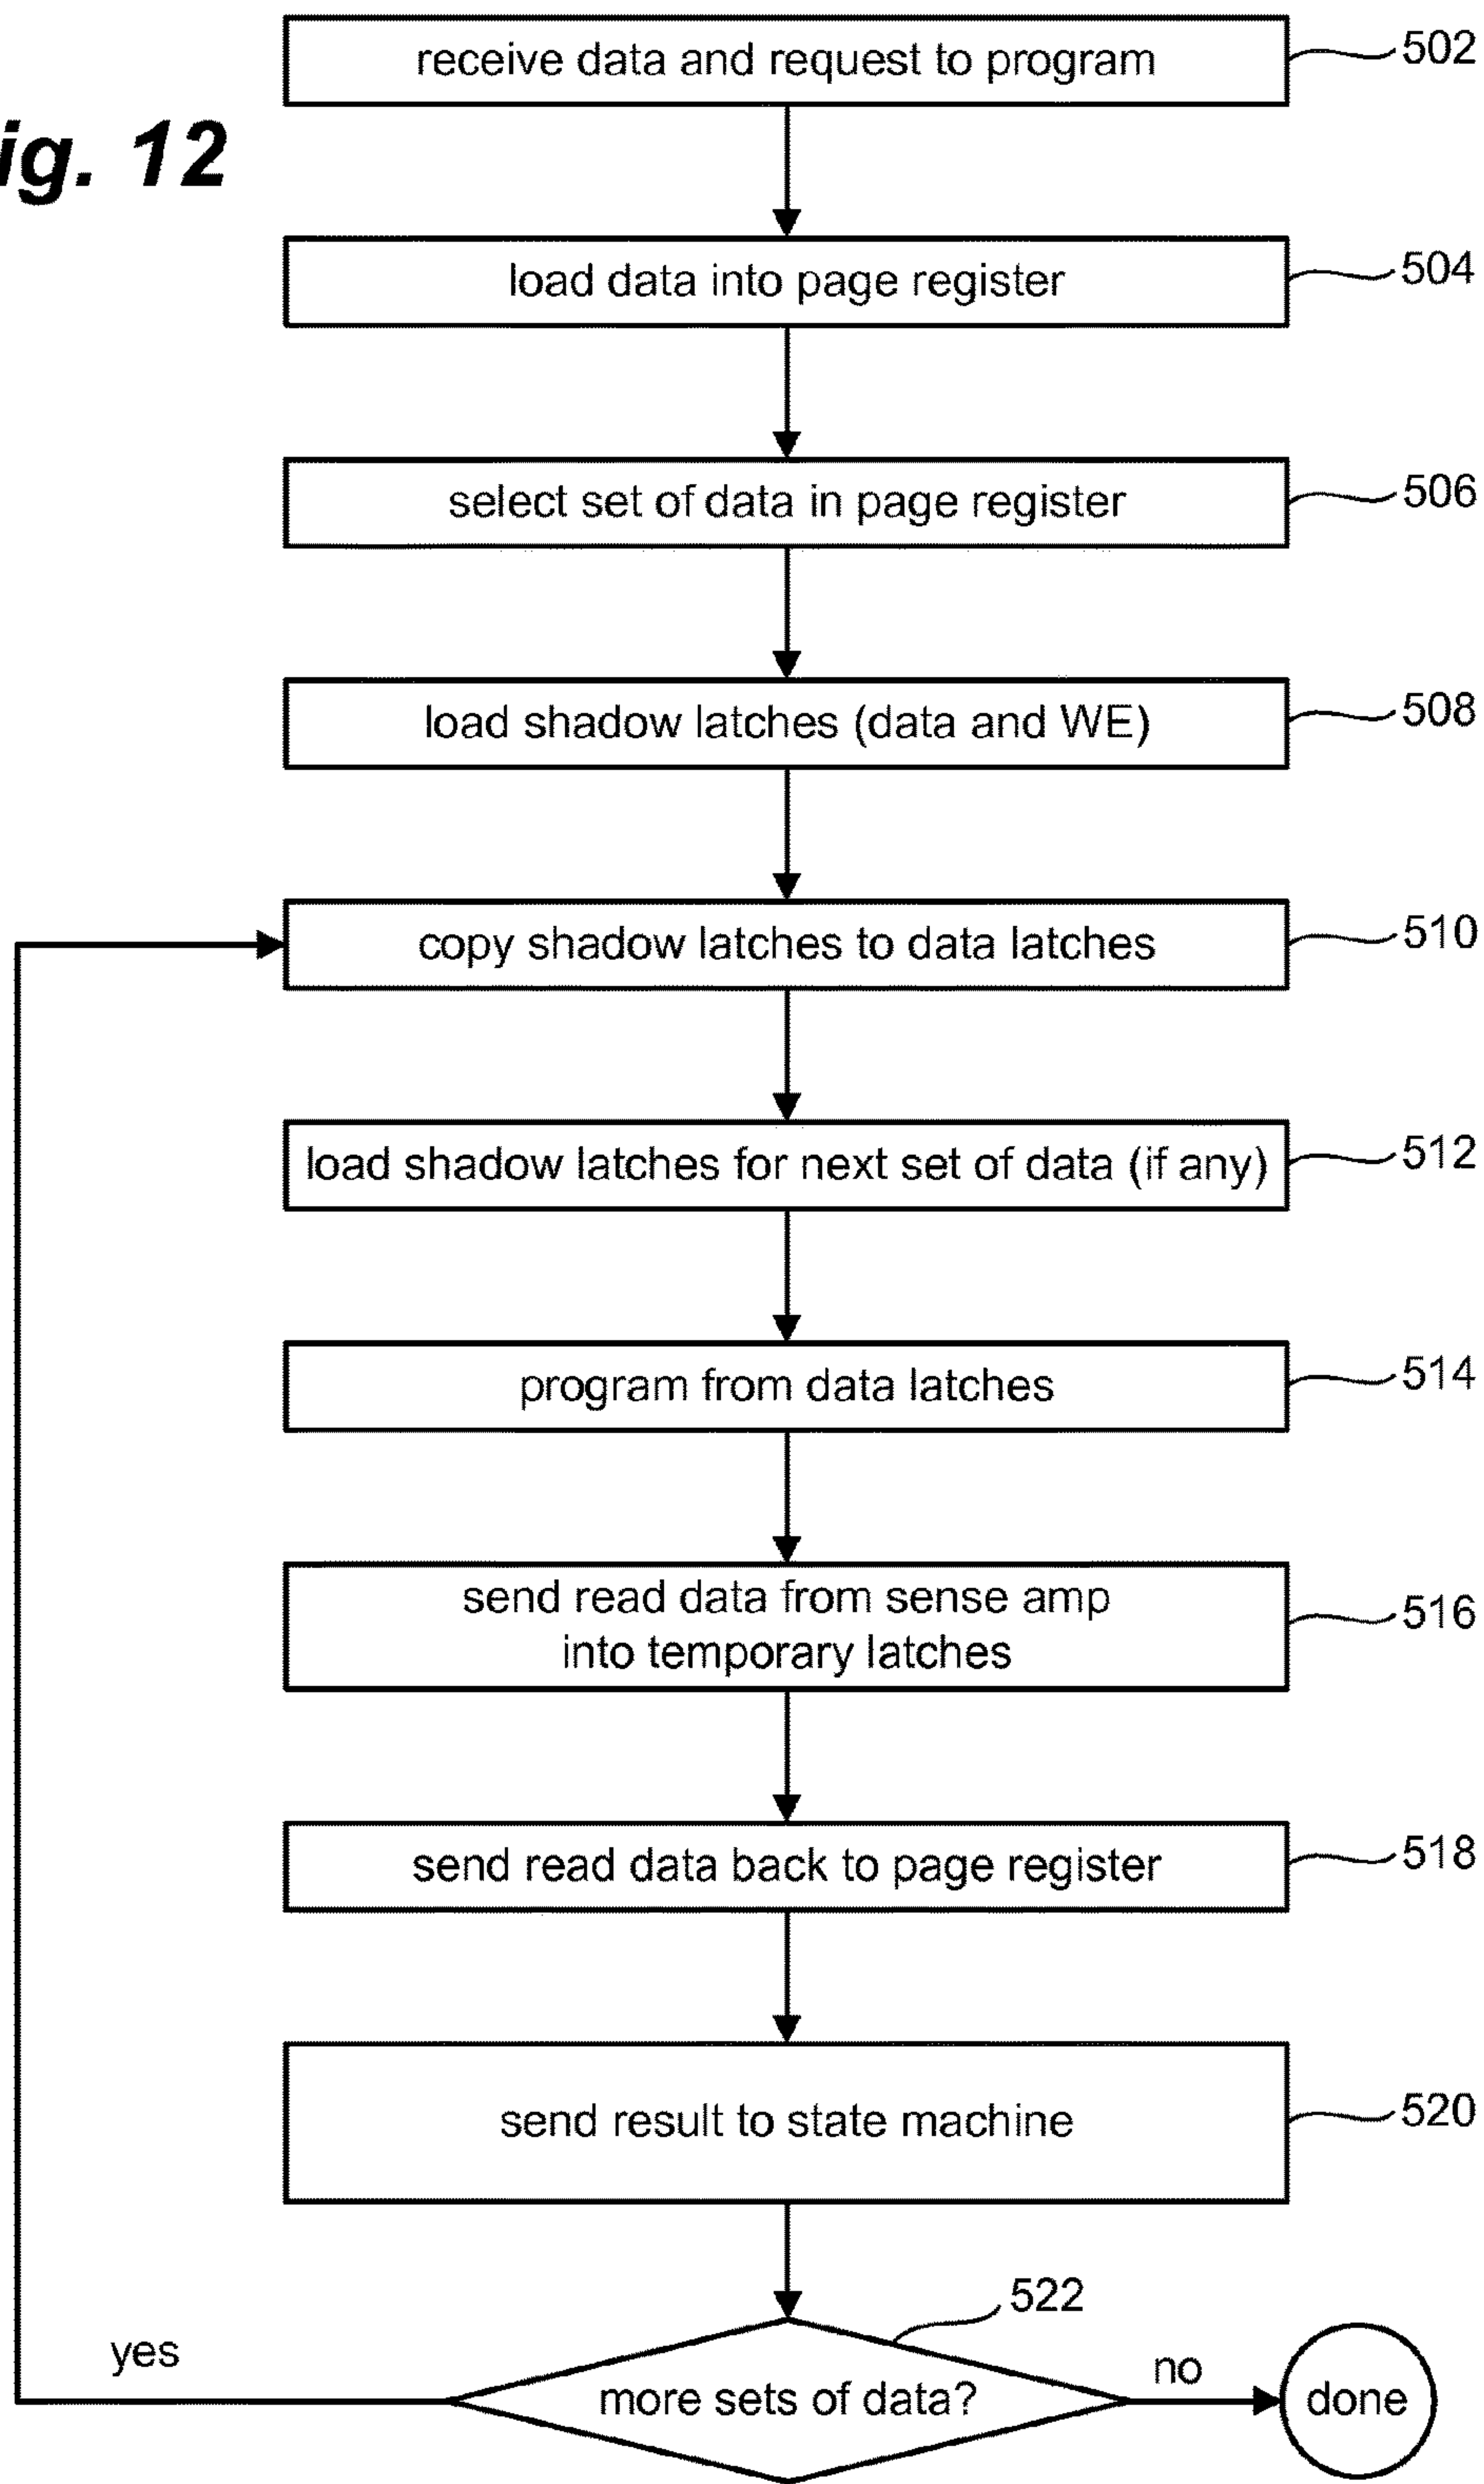 receive data and request to program
502
ig. 12
load data into page register
504
select set of data in page register
506
load shadow latches (data and WE)
508
copy shadow latches to data latches
510
load shadow latches for next set of data (if any)
512
program from data latches
514
send read data from sense amp
into temporary latches
516
send read data back to page register
518
send result to state machine
520
522
yes
more sets of data?
no
done